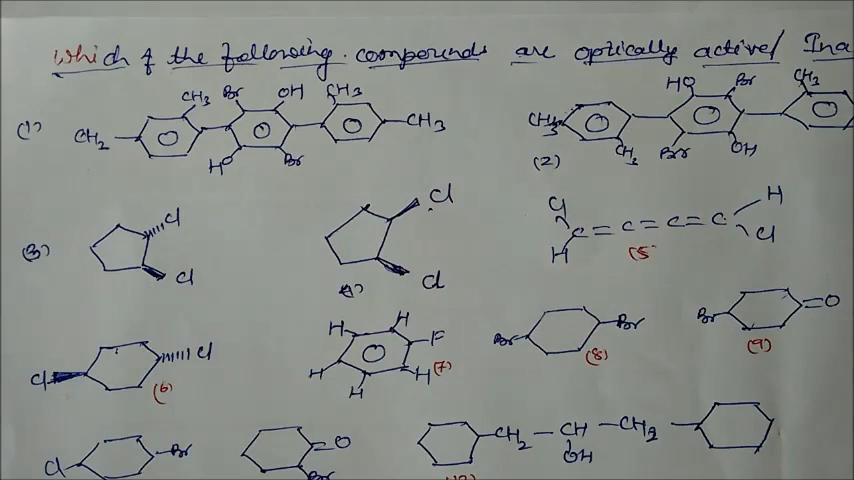 which of the following compounds are optically active/ Ina
CH3 Br OH CH3 HO Br CH3
(1) CH2 CH3 CH3
HO Br (2) CH3 Br OH
Cl Cl Cl H
(3) C = C = C = C
Cl H (5) Cl
4) Cl
H H Br O
F Br (9)
Cl Cl H H (7) Br (8)
(6) H
Br O CH2 - CH - CH2
Cl Br OH